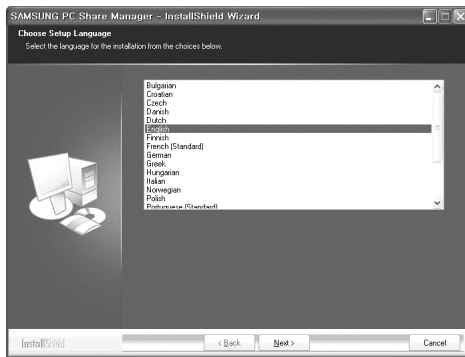 SAMSUNG PC Share Manager - InstallShield Wizard
Choose Setup Language
Select the language for the installation from the choices below.
Bulgarian
Croatian
Czech
Danish
Dutch
English
Finnish
French (Standard)
German
Greek
Hungarian
Italian
Norwegian
Polish
Portuguese (Standard)
InstallShield
< Back
Next >
Cancel